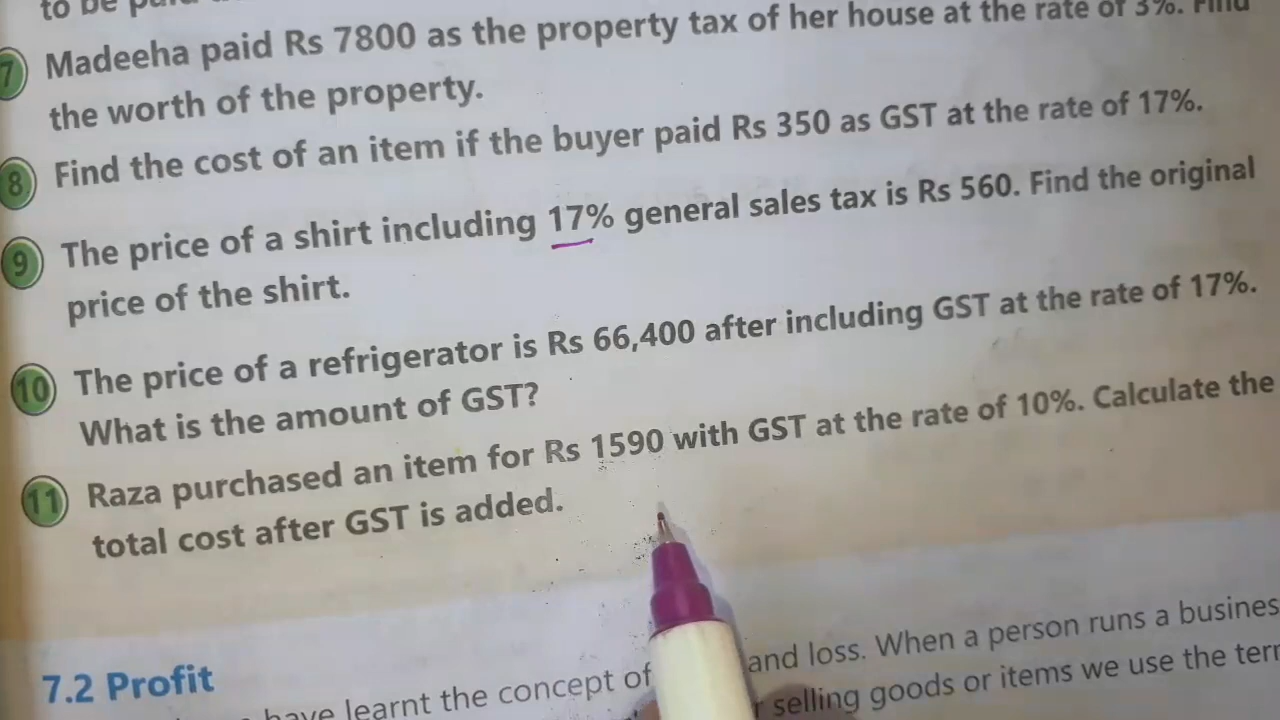 to be
7 Madeeha paid Rs 7800 as the property tax of her house at the rate of 3%. Find
the worth of the property.
8 Find the cost of an item if the buyer paid Rs 350 as GST at the rate of 17%.
9 The price of a shirt including 17% general sales tax is Rs 560. Find the original
price of the shirt.
10 The price of a refrigerator is Rs 66,400 after including GST at the rate of 17%.
What is the amount of GST?
11 Raza purchased an item for Rs 1590 with GST at the rate of 10%. Calculate the
total cost after GST is added.
7.2 Profit
have learnt the concept of and loss. When a person runs a busines
selling goods or items we use the